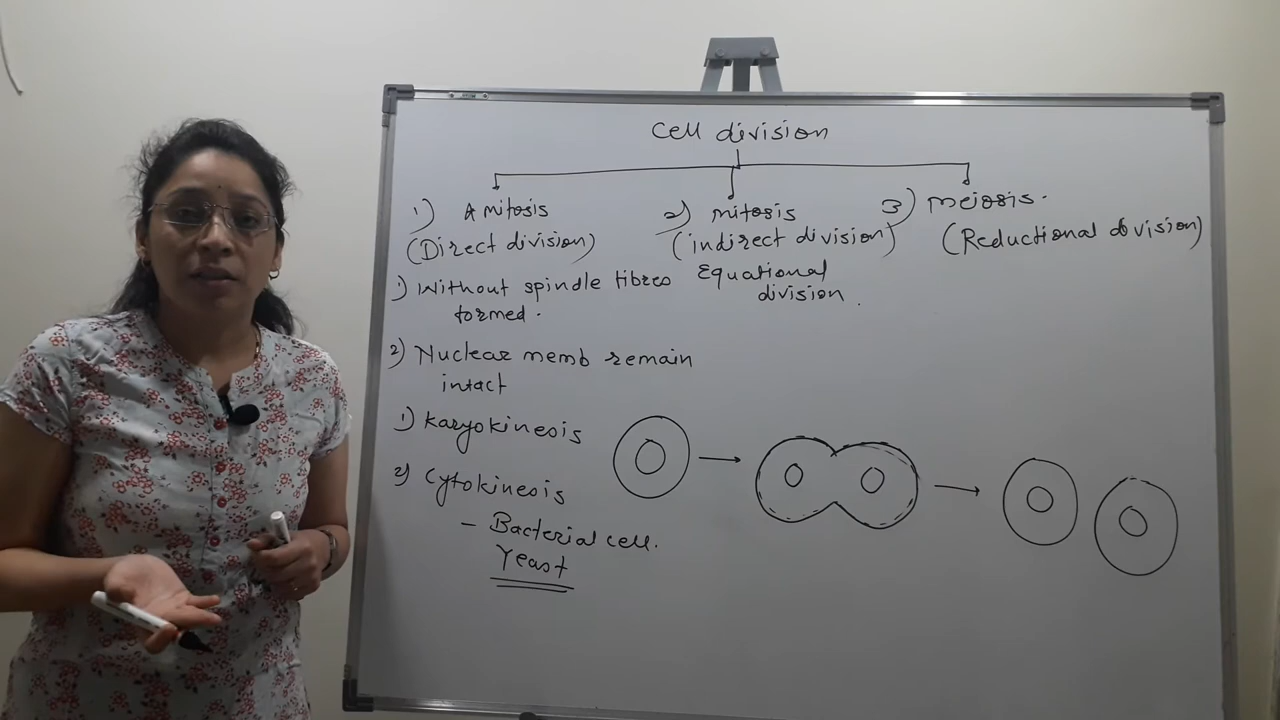 Cell division
1) Amitosis
(Direct division)
2) mitosis
(indirect division)
Equational
division.
3) meiosis.
(Reductional division)
1) Without spindle fibres
formed.
2) Nuclear memb remain
intact
1) Karyokinesis
2) Cytokinesis
- Bacterial cell.
Yeast